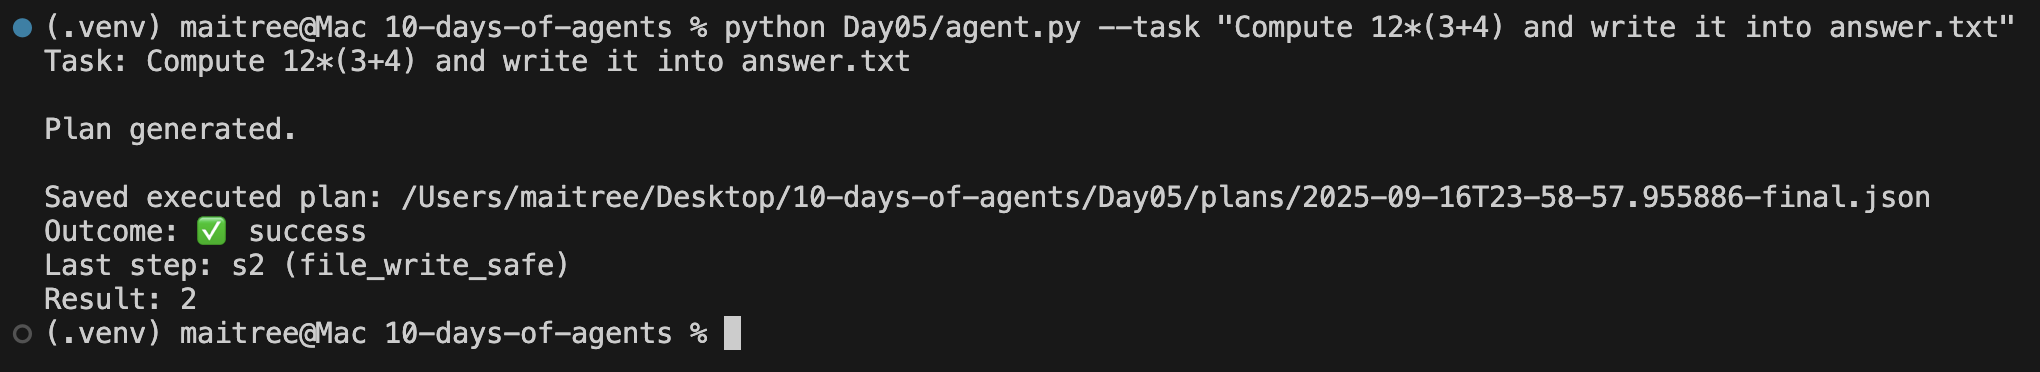 (.venv) maitree@Mac 10-days-of-agents % python Day05/agent.py --task "Compute 12*(3+4) and write it into answer.txt"
Task: Compute 12*(3+4) and write it into answer.txt
Plan generated.
Saved executed plan: /Users/maitree/Desktop/10-days-of-agents/Day05/plans/2025-09-16T23-58-57.955886-final.json
Outcome: ✅ success
Last step: s2 (file_write_safe)
Result: 2
(.venv) maitree@Mac 10-days-of-agents %